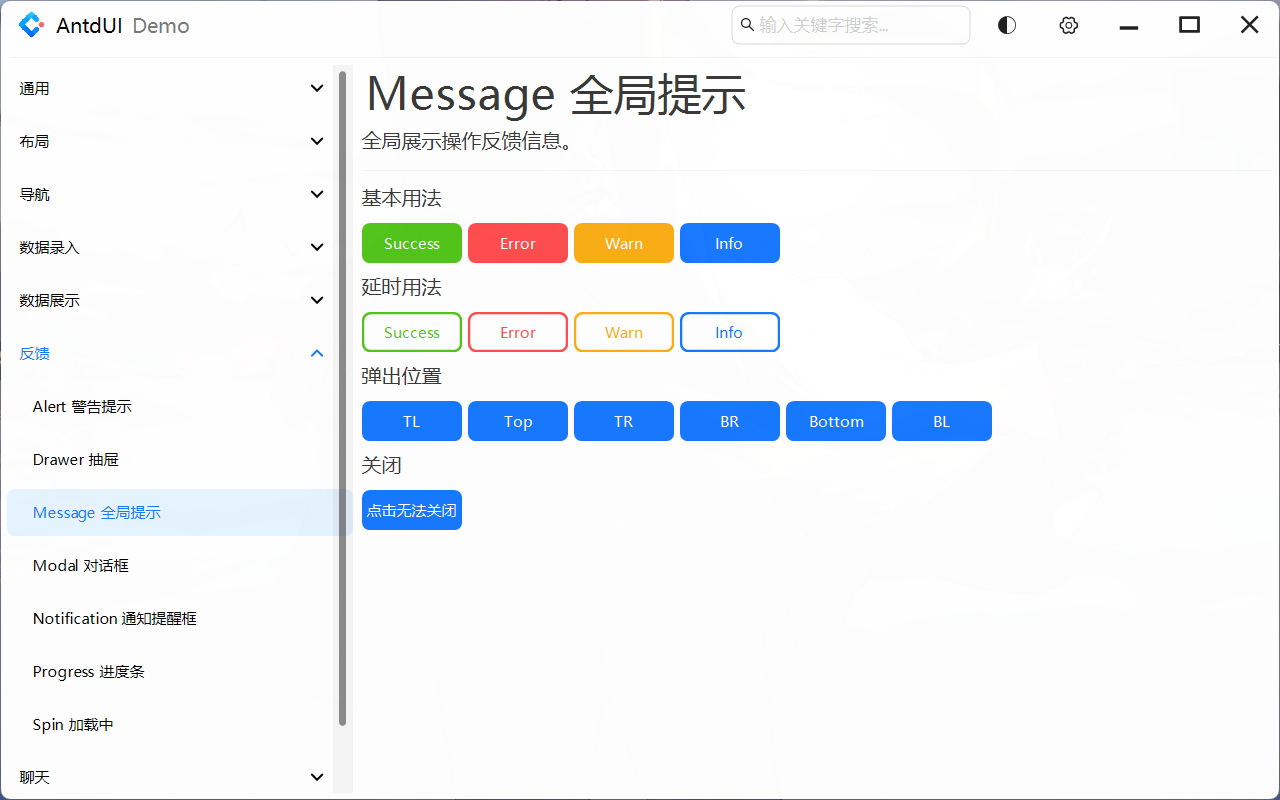 AntdUI Demo
输入关键字搜索...
通用
布局
导航
数据录入
数据展示
反馈
Alert 警告提示
Drawer 抽屉
Message 全局提示
Modal 对话框
Notification 通知提醒框
Progress 进度条
Spin 加载中
聊天
Message 全局提示
全局展示操作反馈信息。
基本用法
Success Error Warn Info
延时用法
Success Error Warn Info
弹出位置
TL Top TR BR Bottom BL
关闭
点击无法关闭